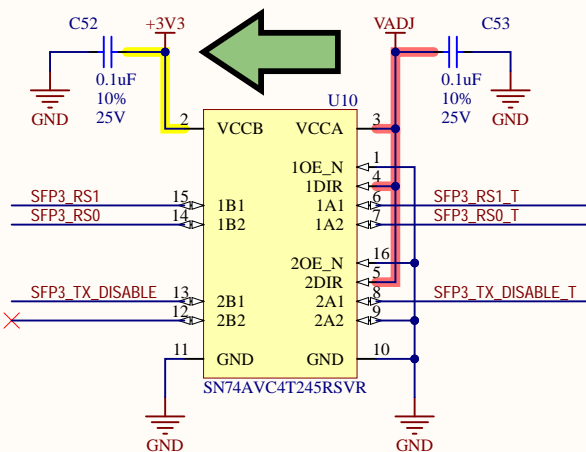 C52 +3V3 VADJ C53
0.1uF 0.1uF
10% 10%
25V 25V
GND GND
U10
2 VCCB VCCA 3
1OE_N 1
1DIR 4
SFP3_RS1 15 1B1 1A1 6 SFP3_RS1_T
SFP3_RS0 14 1B2 1A2 7 SFP3_RS0_T
2OE_N 16
2DIR 5
SFP3_TX_DISABLE 13 2B1 2A1 8 SFP3_TX_DISABLE_T
12 2B2 2A2 9
11 GND GND 10
SN74AVC4T245RSVR
GND GND